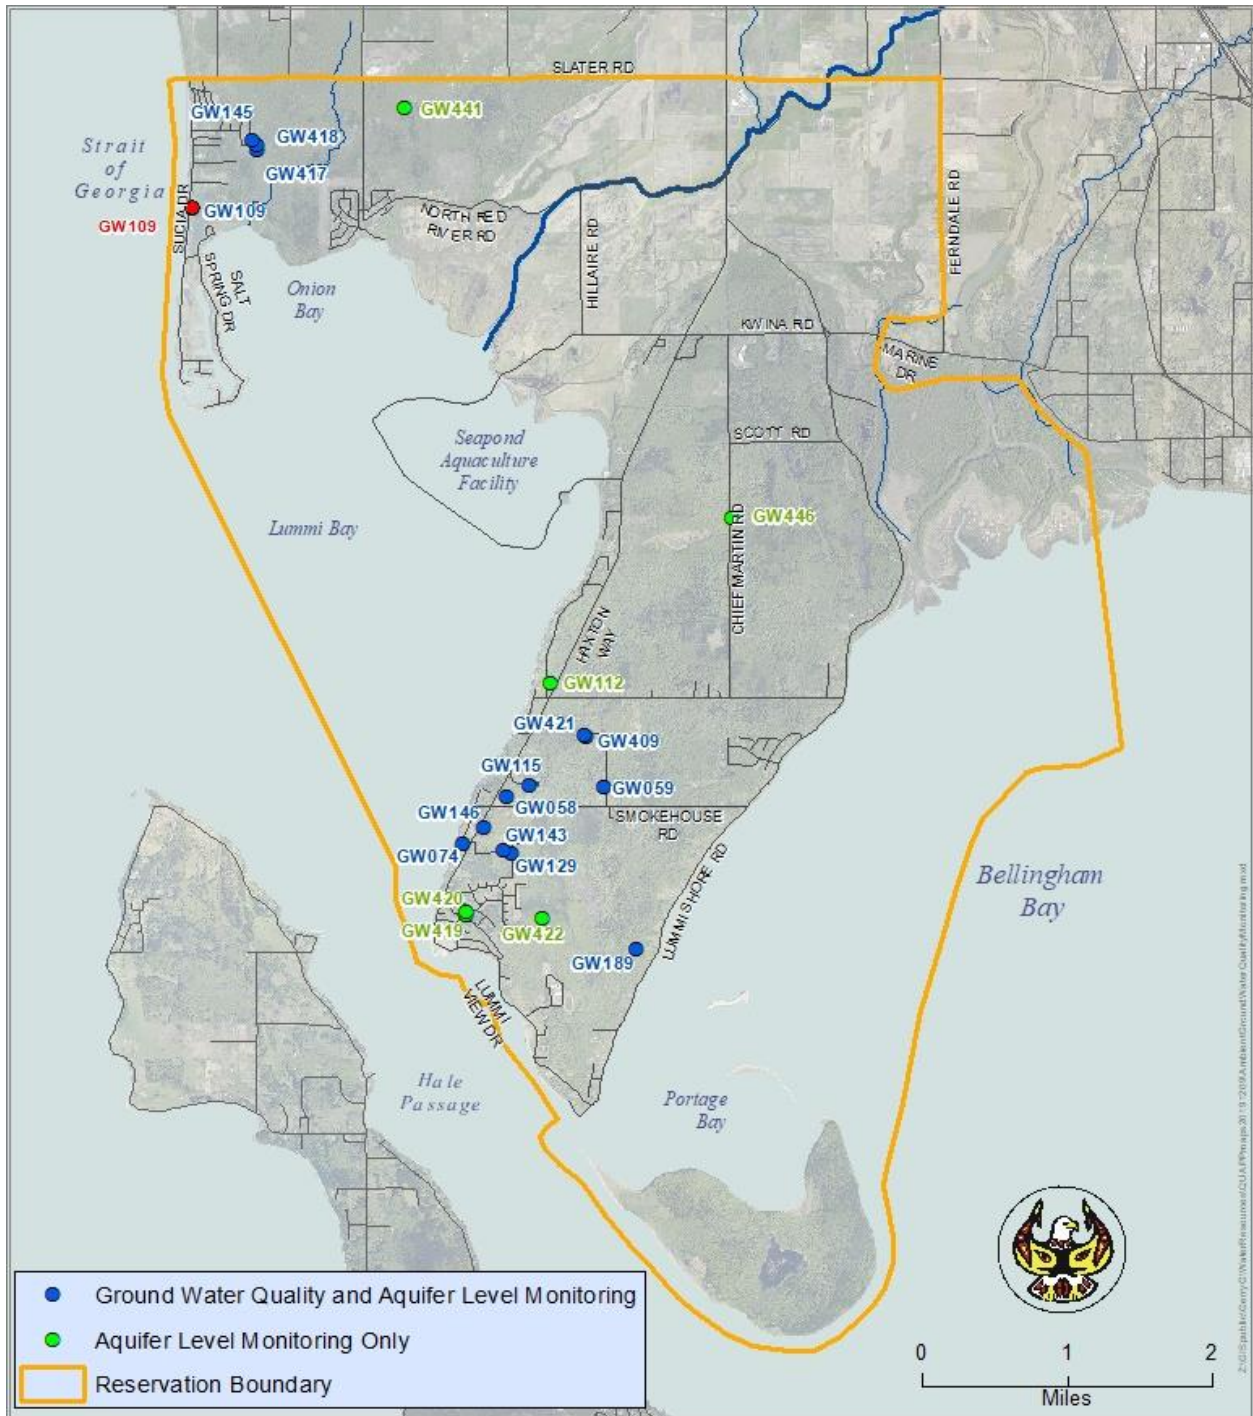 SLATER RD
GW145
GW418
GW441
GW417
Strait
of
Georgia
SUCIA DR
GW109
GW109
NORTH RED
RIVER RD
HILLAIRE RD
FERNDALE RD
SALT
SPRING DR
Onion
Bay
KWINA RD
MARINE
DR
SCOTT RD
Seapond
Aquaculture
Facility
Lummi Bay
GW446
CHIEF MARTIN RD
HAXTON
WAY
GW112
GW421
GW409
GW115
GW059
GW058
SMOKEHOUSE
RD
GW146
GW143
GW074
GW129
LUMMI SHORE RD
Bellingham
Bay
GW420
GW419
GW422
GW189
LUMMI
VIEW DR
Hale
Passage
Portage
Bay
Ground Water Quality and Aquifer Level Monitoring
Aquifer Level Monitoring Only
Reservation Boundary
0 1 2
Miles